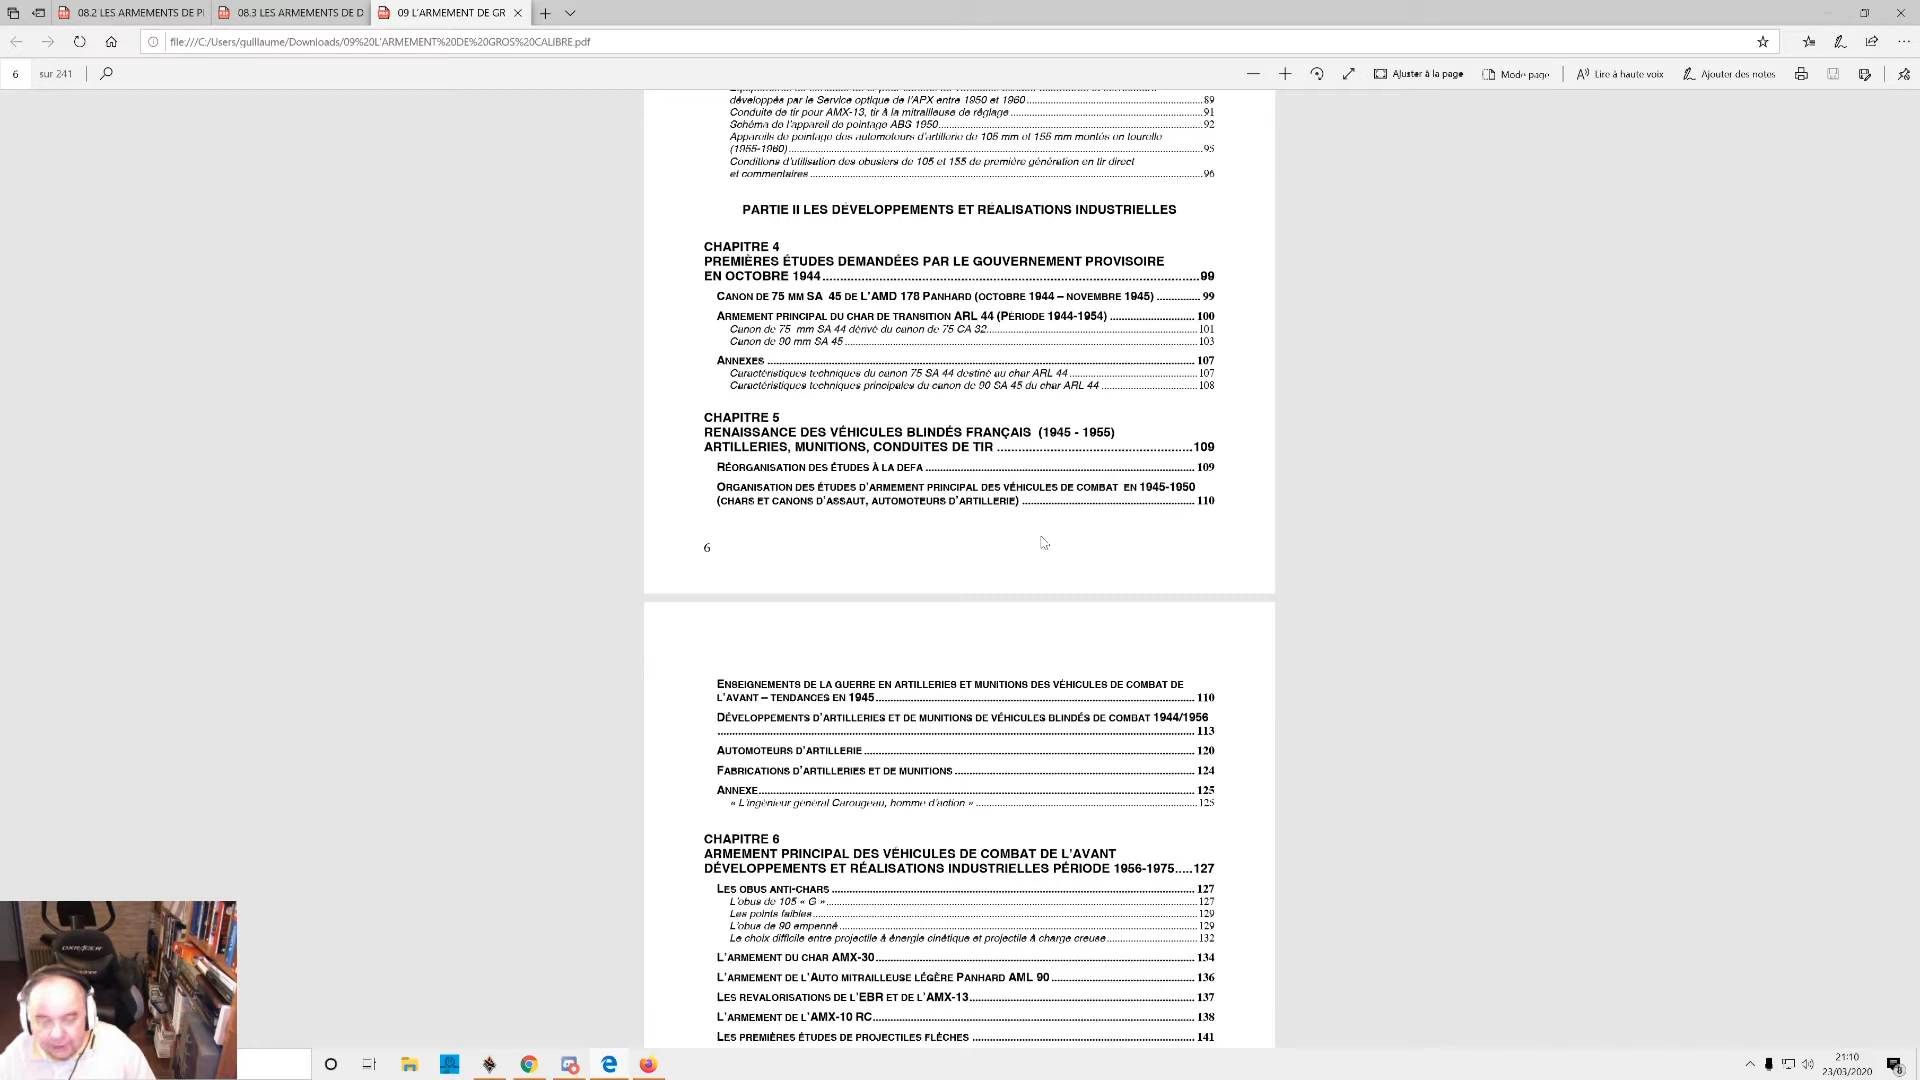 08.2 LES ARMEMENTS DE PI
08.3 LES ARMEMENTS DE D
09 L'ARMEMENT DE GR
file:///C:/Users/guillaume/Downloads/09%20L'ARMEMENT%20DE%20GROS%20CALIBRE.pdf
6 sur 241
Ajuster à la page
Mode page
Lire à haute voix
Ajouter des notes
développés par le Service optique de l'APX entre 1950 et 1960 89
Conduite de tir pour AMX-13, tir à la mitrailleuse de réglage 91
Schéma de l'appareil de pointage ABS 1950 92
Appareils de pointage des automoteurs d'artillerie de 105 mm et 155 mm montés en tourelle
(1955-1960) 95
Conditions d'utilisation des obusiers de 105 et 155 de première génération en tir direct
et commentaires 96
PARTIE II LES DÉVELOPPEMENTS ET RÉALISATIONS INDUSTRIELLES
CHAPITRE 4
PREMIÈRES ÉTUDES DEMANDÉES PAR LE GOUVERNEMENT PROVISOIRE
EN OCTOBRE 1944 99
CANON DE 75 MM SA 45 DE L'AMD 178 PANHARD (OCTOBRE 1944 – NOVEMBRE 1945) 99
ARMEMENT PRINCIPAL DU CHAR DE TRANSITION ARL 44 (PÉRIODE 1944-1954) 100
Canon de 75 mm SA 44 dérivé du canon de 75 CA 32 101
Canon de 90 mm SA 45 103
ANNEXES 107
Caractéristiques techniques du canon 75 SA 44 destiné au char ARL 44 107
Caractéristiques techniques principales du canon de 90 SA 45 du char ARL 44 108
CHAPITRE 5
RENAISSANCE DES VÉHICULES BLINDÉS FRANÇAIS (1945 - 1955)
ARTILLERIES, MUNITIONS, CONDUITES DE TIR 109
RÉORGANISATION DES ÉTUDES À LA DEFA 109
ORGANISATION DES ÉTUDES D'ARMEMENT PRINCIPAL DES VÉHICULES DE COMBAT EN 1945-1950
(CHARS ET CANONS D'ASSAUT, AUTOMOTEURS D'ARTILLERIE) 110
6
ENSEIGNEMENTS DE LA GUERRE EN ARTILLERIES ET MUNITIONS DES VÉHICULES DE COMBAT DE
L'AVANT – TENDANCES EN 1945 110
DÉVELOPPEMENTS D'ARTILLERIES ET DE MUNITIONS DE VÉHICULES BLINDÉS DE COMBAT 1944/1956
113
AUTOMOTEURS D'ARTILLERIE 120
FABRICATIONS D'ARTILLERIES ET DE MUNITIONS 124
ANNEXE 125
« L'ingénieur général Carougeau, homme d'action » 125
CHAPITRE 6
ARMEMENT PRINCIPAL DES VÉHICULES DE COMBAT DE L'AVANT
DÉVELOPPEMENTS ET RÉALISATIONS INDUSTRIELLES PÉRIODE 1956-1975 127
LES OBUS ANTI-CHARS 127
L'obus de 105 « G » 127
Les points faibles 129
L'obus de 90 empenné 129
Le choix difficile entre projectile à énergie cinétique et projectile à charge creuse 132
L'ARMEMENT DU CHAR AMX-30 134
L'ARMEMENT DE L'AUTO MITRAILLEUSE LÉGÈRE PANHARD AML 90 136
LES REVALORISATIONS DE L'EBR ET DE L'AMX-13 137
L'ARMEMENT DE L'AMX-10 RC 138
LES PREMIÈRES ÉTUDES DE PROJECTILES FLÈCHES 141
DXRACER
21:10
23/03/2020